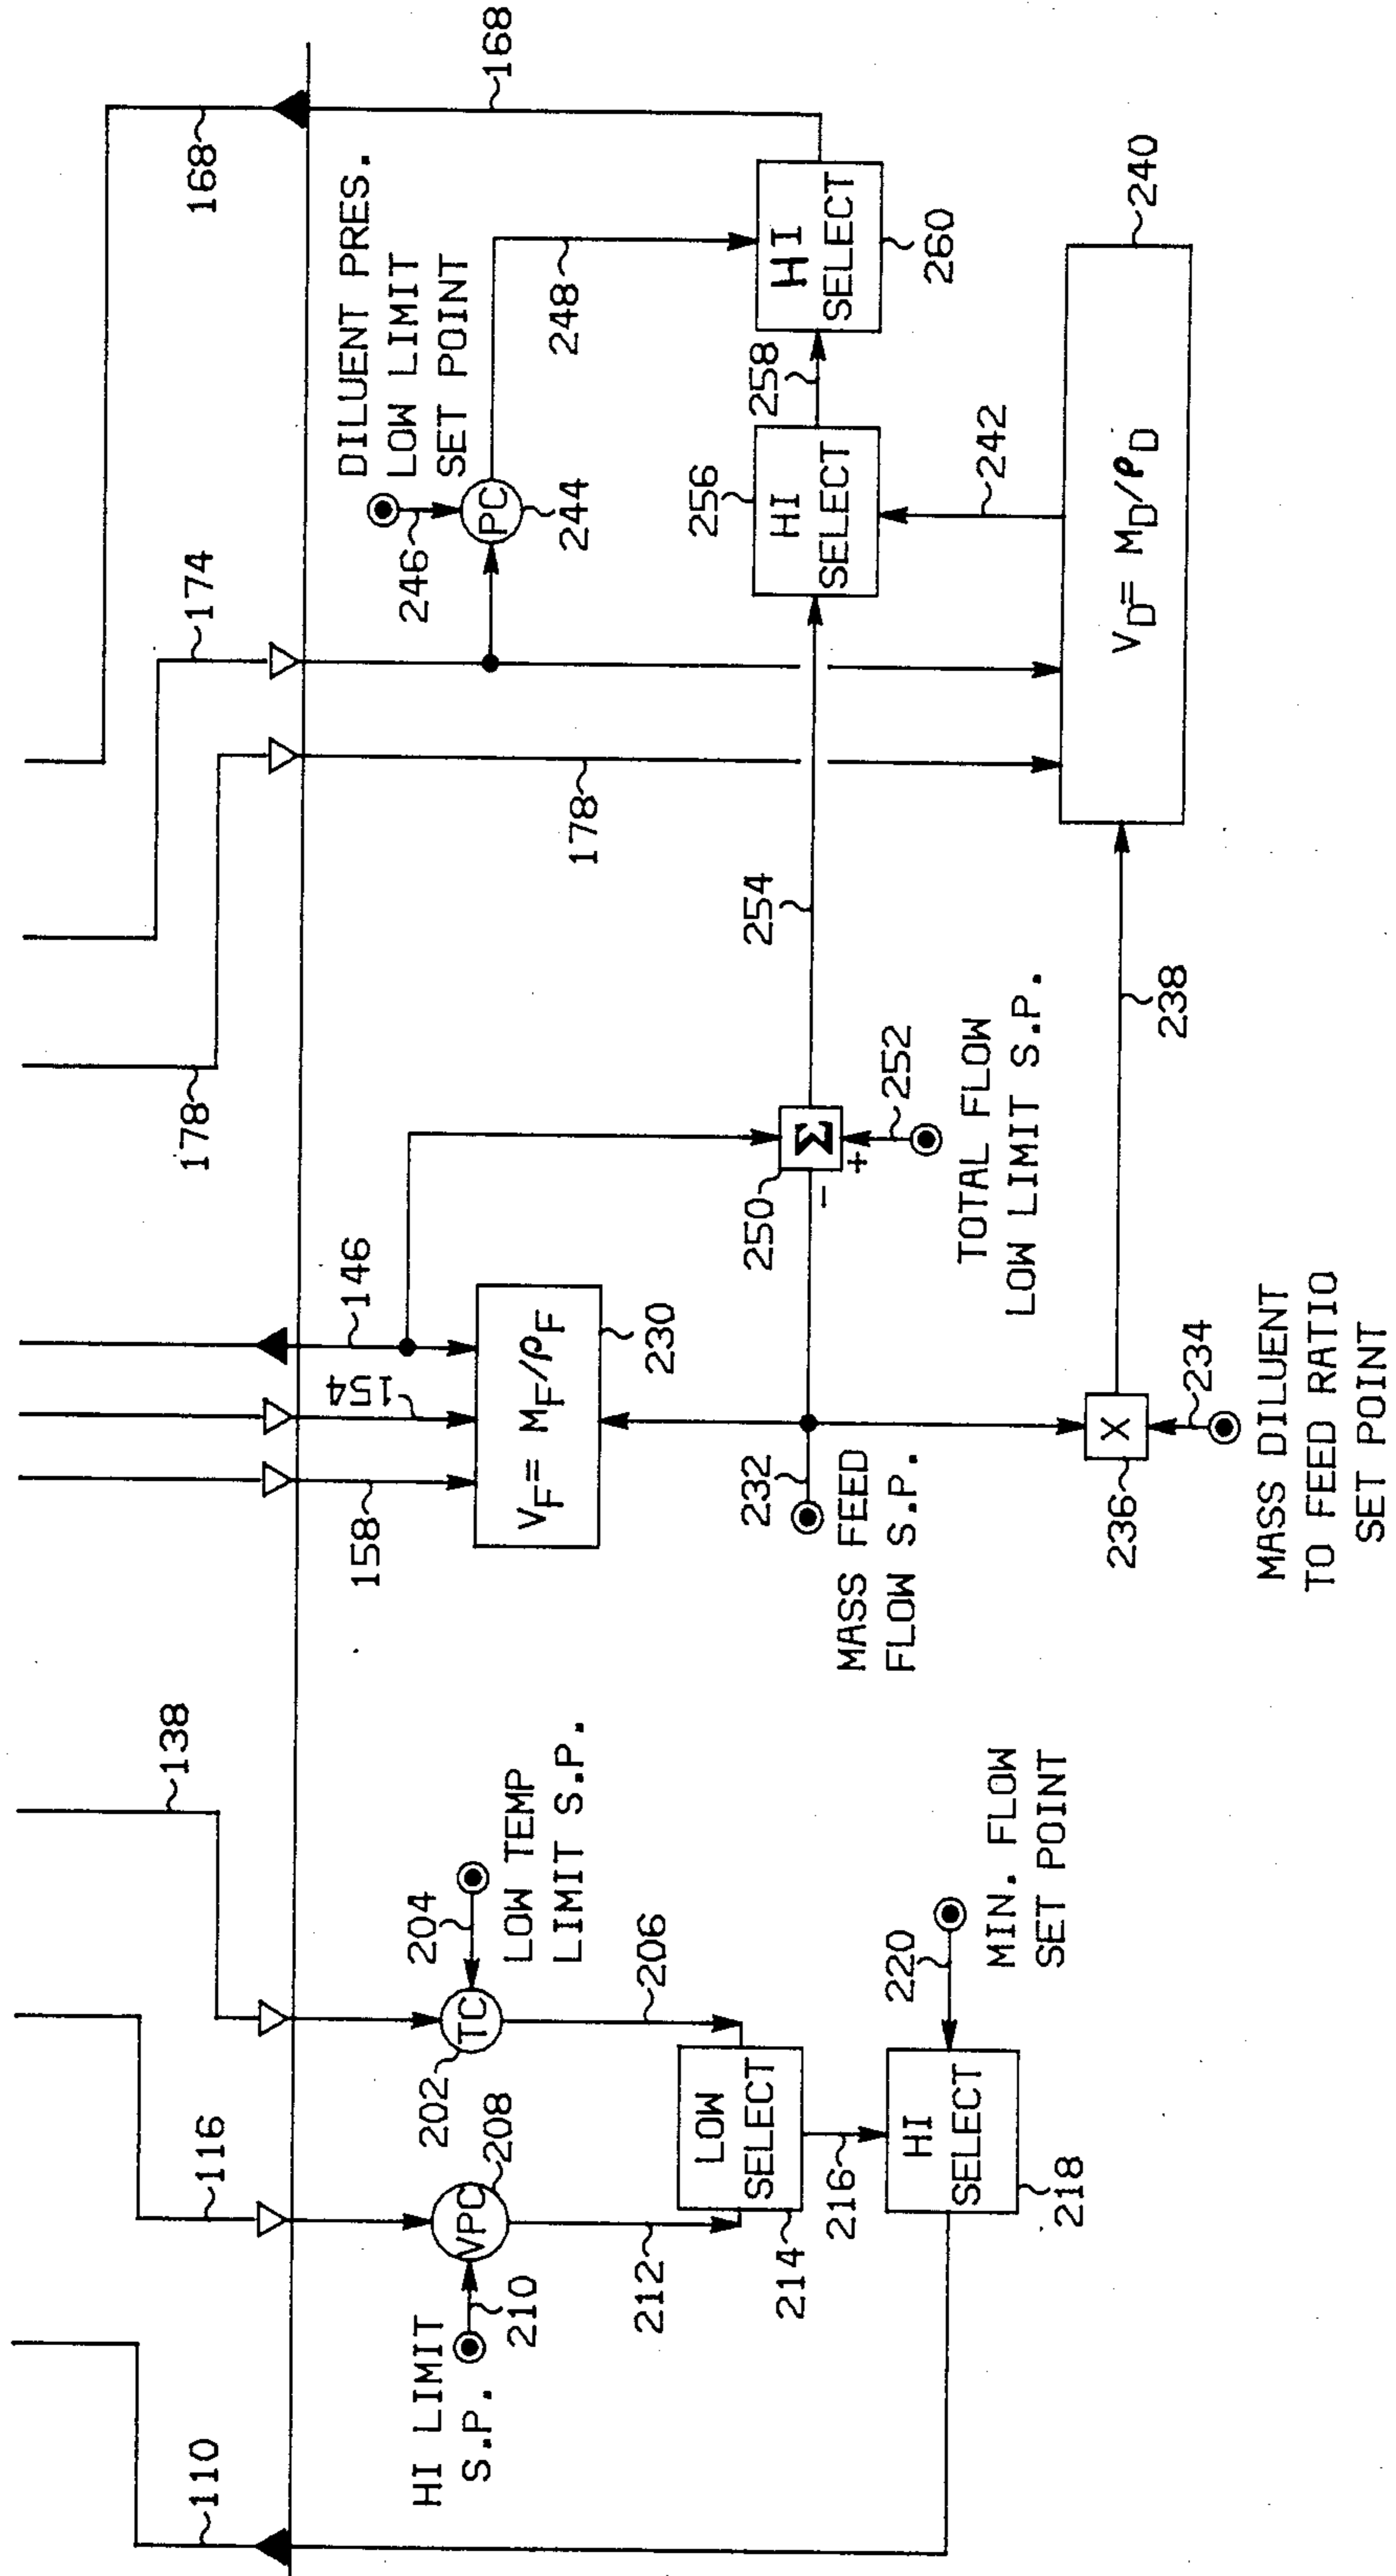 110
116
138
HI LIMIT
S.P.
210
VPC
208
212
202
TC
204
LOW TEMP
LIMIT S.P.
206
LOW
SELECT
214
216
HI
SELECT
218
220
MIN. FLOW
SET POINT
158
154
146
V_F = M_F/ρ_F
230
232
MASS FEED
FLOW S.P.
X
236
234
MASS DILUENT
TO FEED RATIO
SET POINT
250
Σ
-
+
252
TOTAL FLOW
LOW LIMIT S.P.
254
238
178
178
174
DILUENT PRES.
LOW LIMIT
SET POINT
246
PC
244
248
256
HI
SELECT
258
HI
SELECT
260
242
V_D = M_D/ρ_D
240
168
168